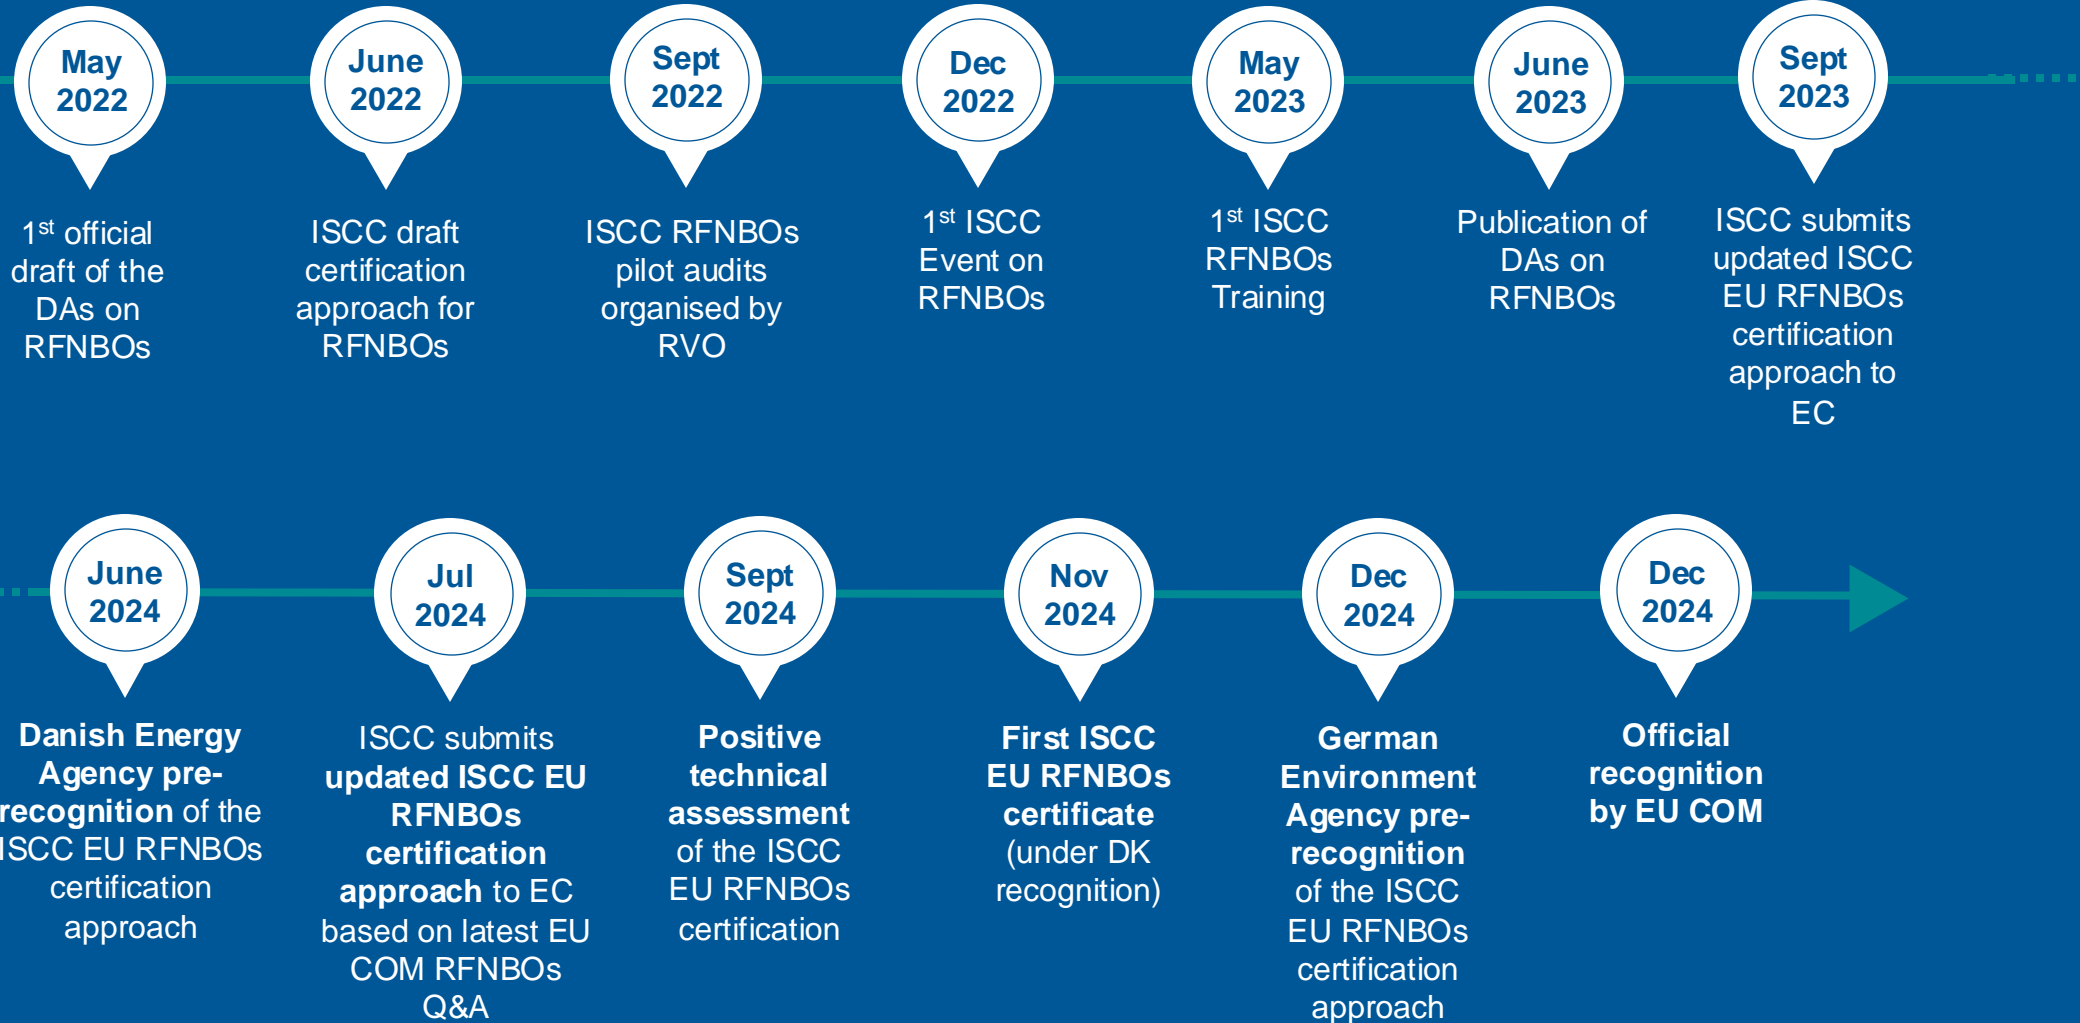 May
2022
1st official
draft of the
DAs on
RFNBOs
June
2022
ISCC draft
certification
approach for
RFNBOs
Sept
2022
ISCC RFNBOs
pilot audits
organised by
RVO
Dec
2022
1st ISCC
Event on
RFNBOs
May
2023
1st ISCC
RFNBOs
Training
June
2023
Publication of
DAs on
RFNBOs
Sept
2023
ISCC submits
updated ISCC
EU RFNBOs
certification
approach to
EC
June
2024
Danish Energy
Agency pre-
recognition of the
ISCC EU RFNBOs
certification
approach
Jul
2024
ISCC submits
updated ISCC EU
RFNBOs
certification
approach to EC
based on latest EU
COM RFNBOs
Q&A
Sept
2024
Positive
technical
assessment
of the ISCC
EU RFNBOs
certification
Nov
2024
First ISCC
EU RFNBOs
certificate
(under DK
recognition)
Dec
2024
German
Environment
Agency pre-
recognition
of the ISCC
EU RFNBOs
certification
approach
Dec
2024
Official
recognition
by EU COM